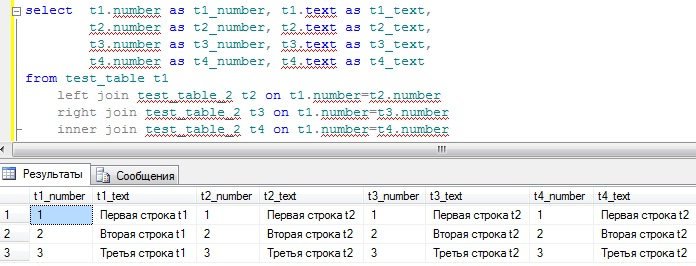 select t1.number as t1_number, t1.text as t1_text,
t2.number as t2_number, t2.text as t2_text,
t3.number as t3_number, t3.text as t3_text,
t4.number as t4_number, t4.text as t4_text
from test_table t1
left join test_table_2 t2 on t1.number=t2.number
right join test_table_2 t3 on t1.number=t3.number
inner join test_table_2 t4 on t1.number=t4.number
Результаты Сообщения
t1_number t1_text t2_number t2_text t3_number t3_text t4_number t4_text
1 1 Первая строка t1 1 Первая строка t2 1 Первая строка t2 1 Первая строка t2
2 2 Вторая строка t1 2 Вторая строка t2 2 Вторая строка t2 2 Вторая строка t2
3 3 Третья строка t1 3 Третья строка t2 3 Третья строка t2 3 Третья строка t2